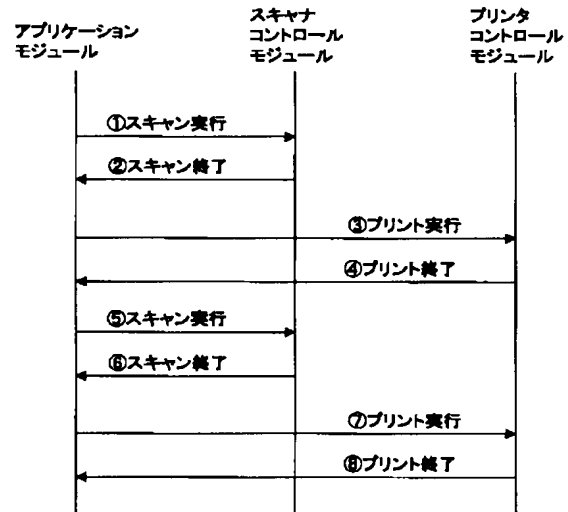 アプリケーション
モジュール
スキャナ
コントロール
モジュール
プリンタ
コントロール
モジュール
①スキャン実行
②スキャン終了
③プリント実行
④プリント終了
⑤スキャン実行
⑥スキャン終了
⑦プリント実行
⑧プリント終了